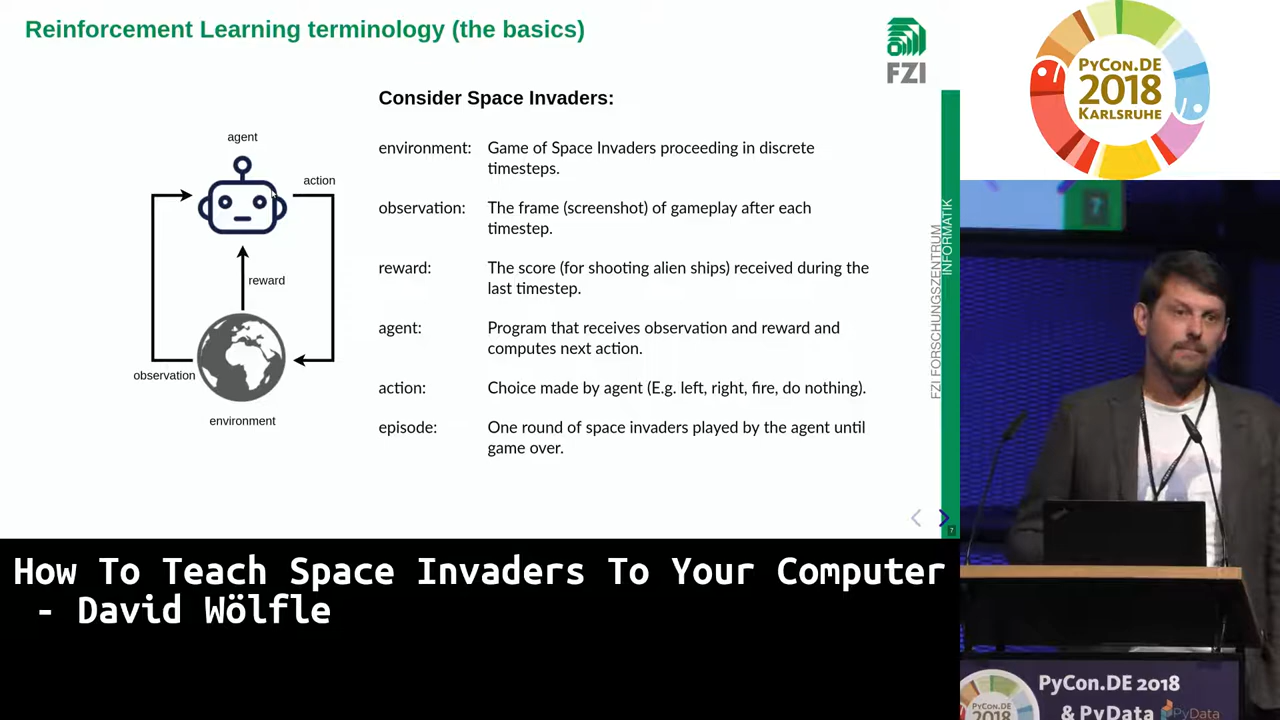 Reinforcement Learning terminology (the basics)
FZI
Consider Space Invaders:
agent
action
reward
observation
environment
environment: Game of Space Invaders proceeding in discrete
timesteps.
observation: The frame (screenshot) of gameplay after each
timestep.
reward: The score (for shooting alien ships) received during the
last timestep.
agent: Program that receives observation and reward and
computes next action.
action: Choice made by agent (E.g. left, right, fire, do nothing).
episode: One round of space invaders played by the agent until
game over.
FZI FORSCHUNGSZENTRUM
INFORMATIK
7
PYCON.DE
2018
KARLSRUHE
7
How To Teach Space Invaders To Your Computer
- David Wölfle
PyCon.DE 2018
& PyData
PyData
2018